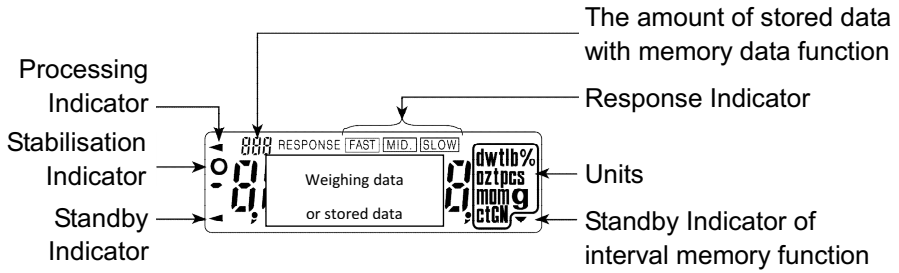 The amount of stored data
with memory data function
Processing
Indicator
Response Indicator
Stabilisation
Indicator
888 RESPONSE FAST MID. SLOW
Weighing data
or stored data
dwtlb%
oztpcs
mom g
ctGN
Units
Standby
Indicator
Standby Indicator of
interval memory function